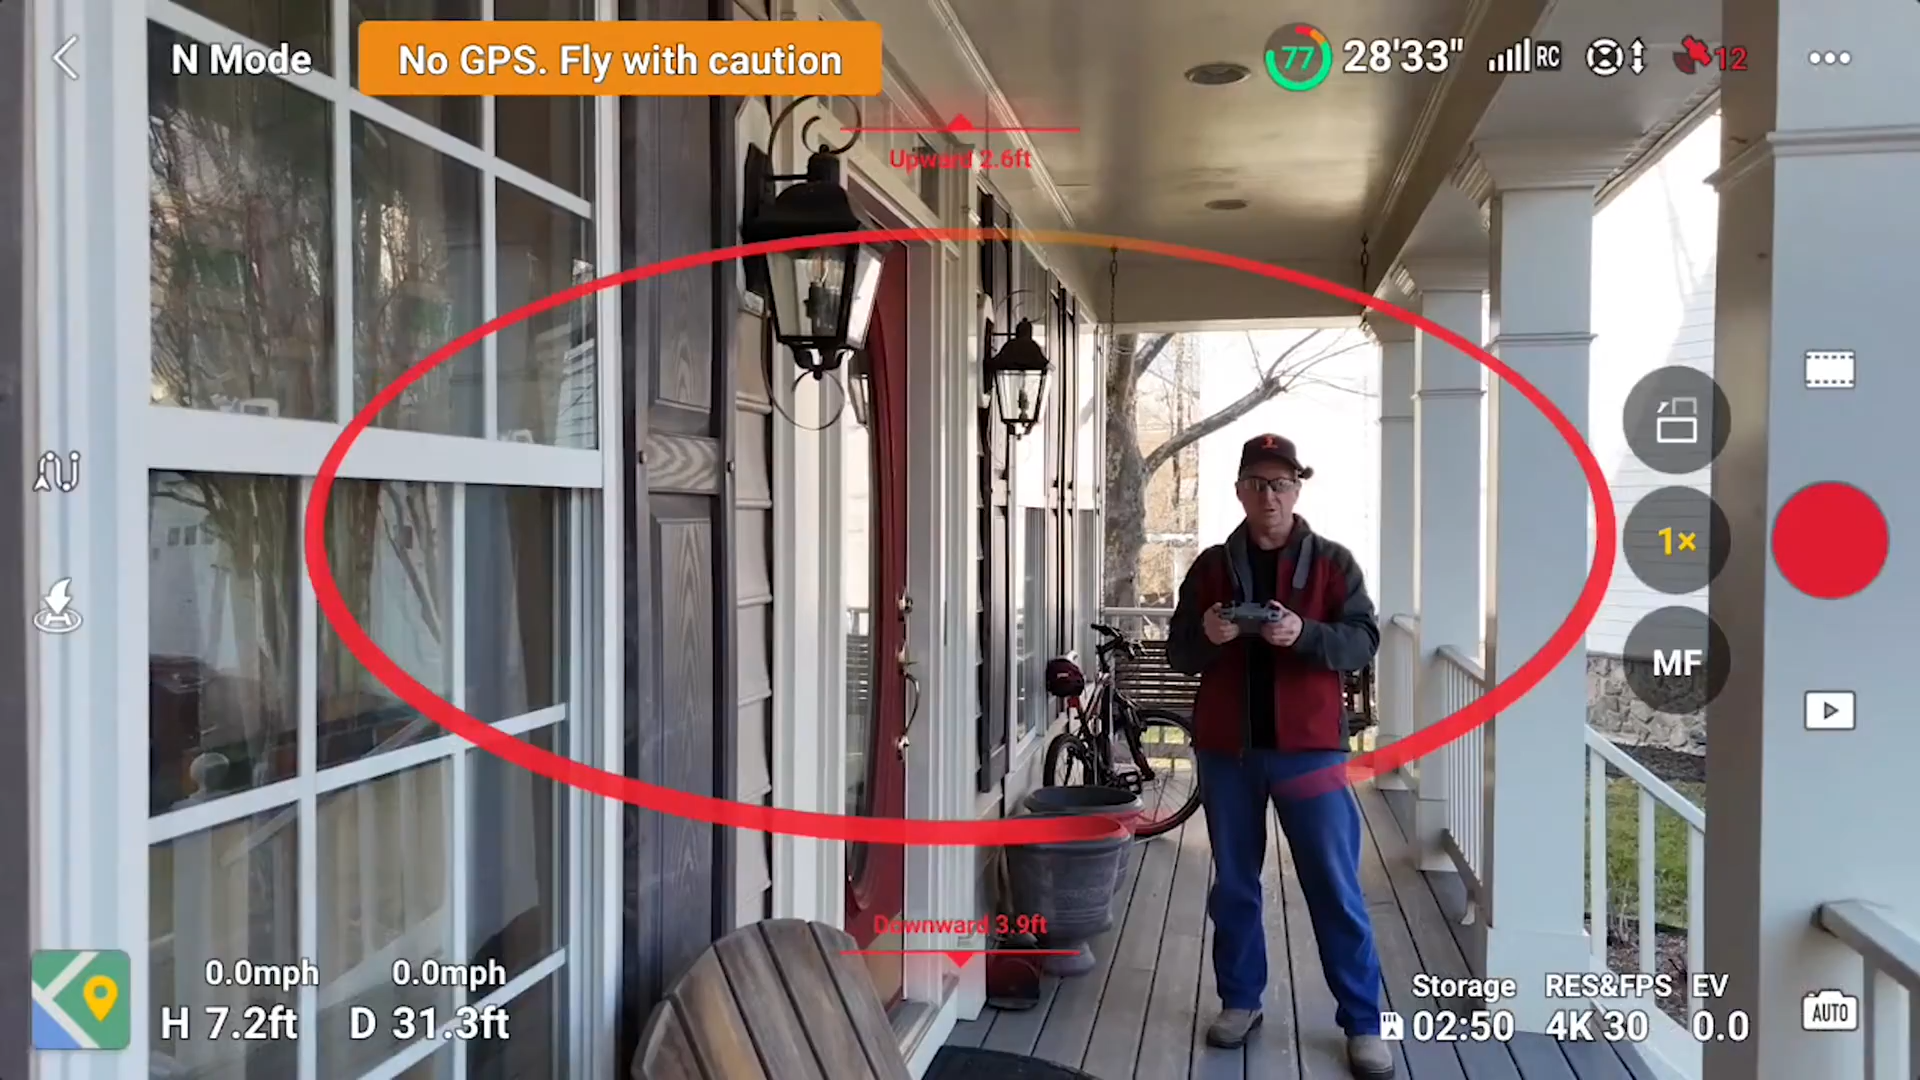 N Mode
No GPS. Fly with caution
77
28'33"
RC
12
Upward 2.6ft
1×
MF
Downward 3.9ft
0.0mph 0.0mph
H 7.2ft D 31.3ft
Storage RES&FPS EV
02:50 4K 30 0.0
AUTO